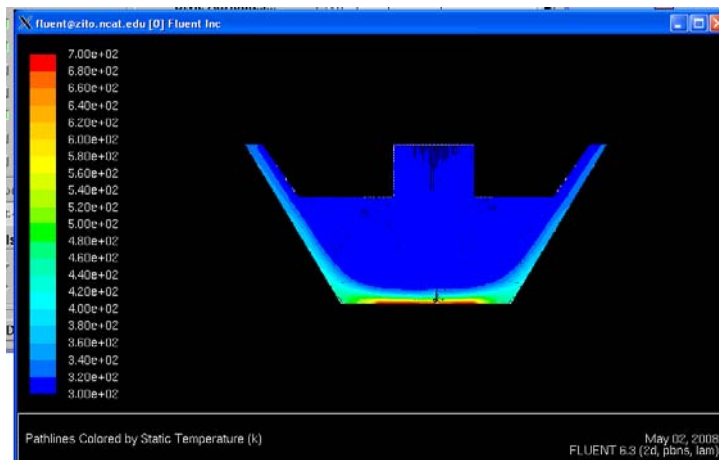 fluent@zito.ncat.edu [0] Fluent Inc
7.00e+02
6.80e+02
6.60e+02
6.40e+02
6.20e+02
6.00e+02
5.80e+02
5.60e+02
5.40e+02
5.20e+02
5.00e+02
4.80e+02
4.60e+02
4.40e+02
4.20e+02
4.00e+02
3.80e+02
3.60e+02
3.40e+02
3.20e+02
3.00e+02
Pathlines Colored by Static Temperature (k)
May 02, 2008
FLUENT 6.3 (2d, pbns, lam)